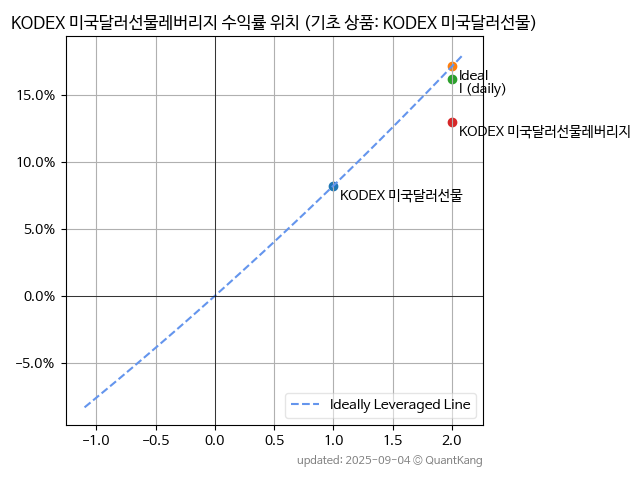 KODEX 미국달러선물레버리지 수익률 위치 (기초 상품: KODEX 미국달러선물)
15.0%
10.0%
5.0%
0.0%
−5.0%
Ideal
I (daily)
KODEX 미국달러선물레버리지
KODEX 미국달러선물
Ideally Leveraged Line
−1.0 −0.5 0.0 0.5 1.0 1.5 2.0
updated: 2025-09-04 © QuantKang